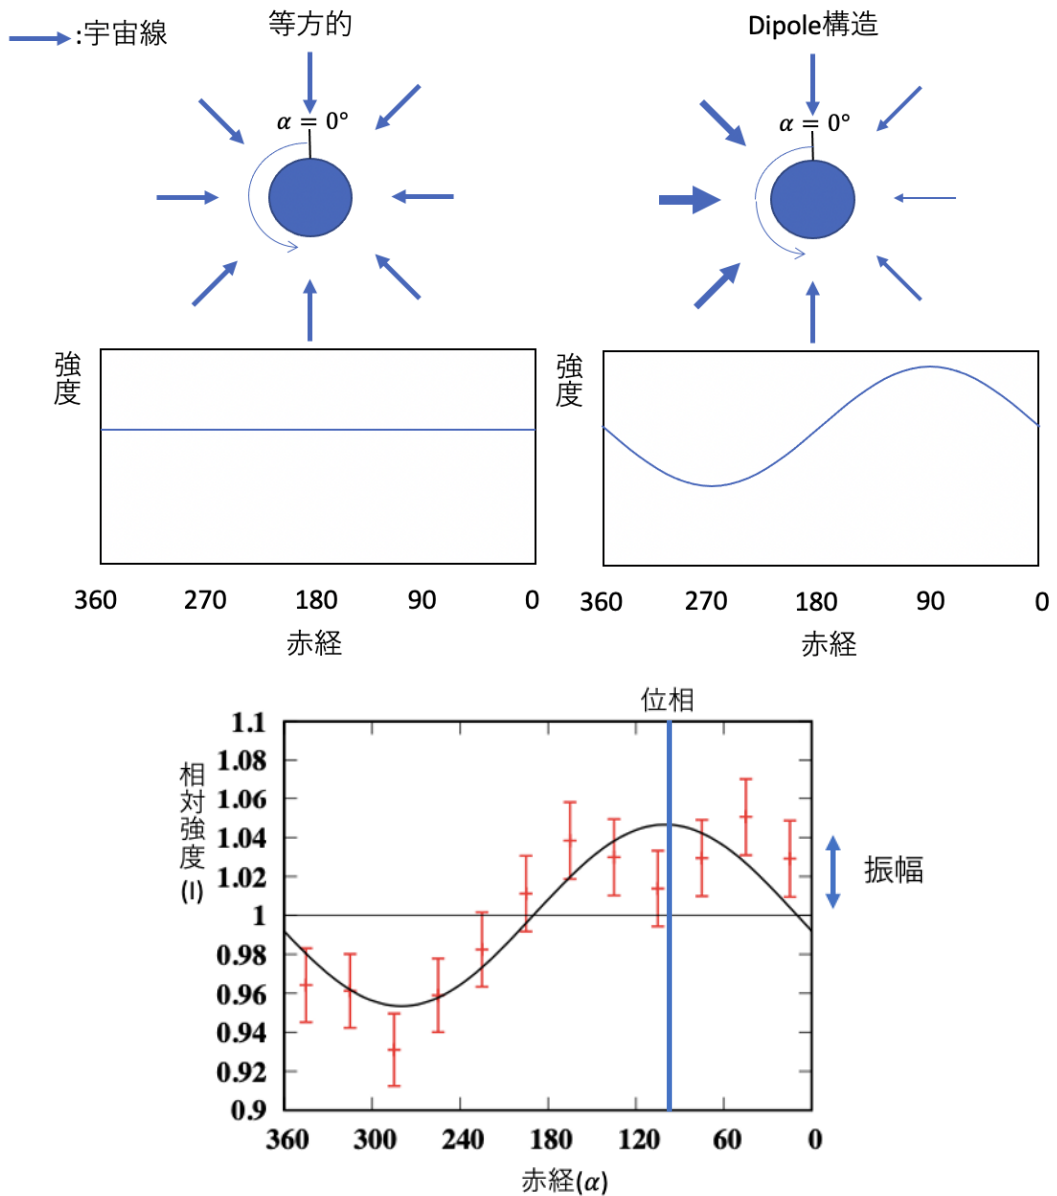 :宇宙線
等方的
α = 0°
強度
360 270 180 90 0
赤経
Dipole構造
α = 0°
強度
360 270 180 90 0
赤経
位相
相対強度(I)
1.1
1.08
1.06
1.04
1.02
1
0.98
0.96
0.94
0.92
0.9
振幅
360 300 240 180 120 60 0
赤経(α)